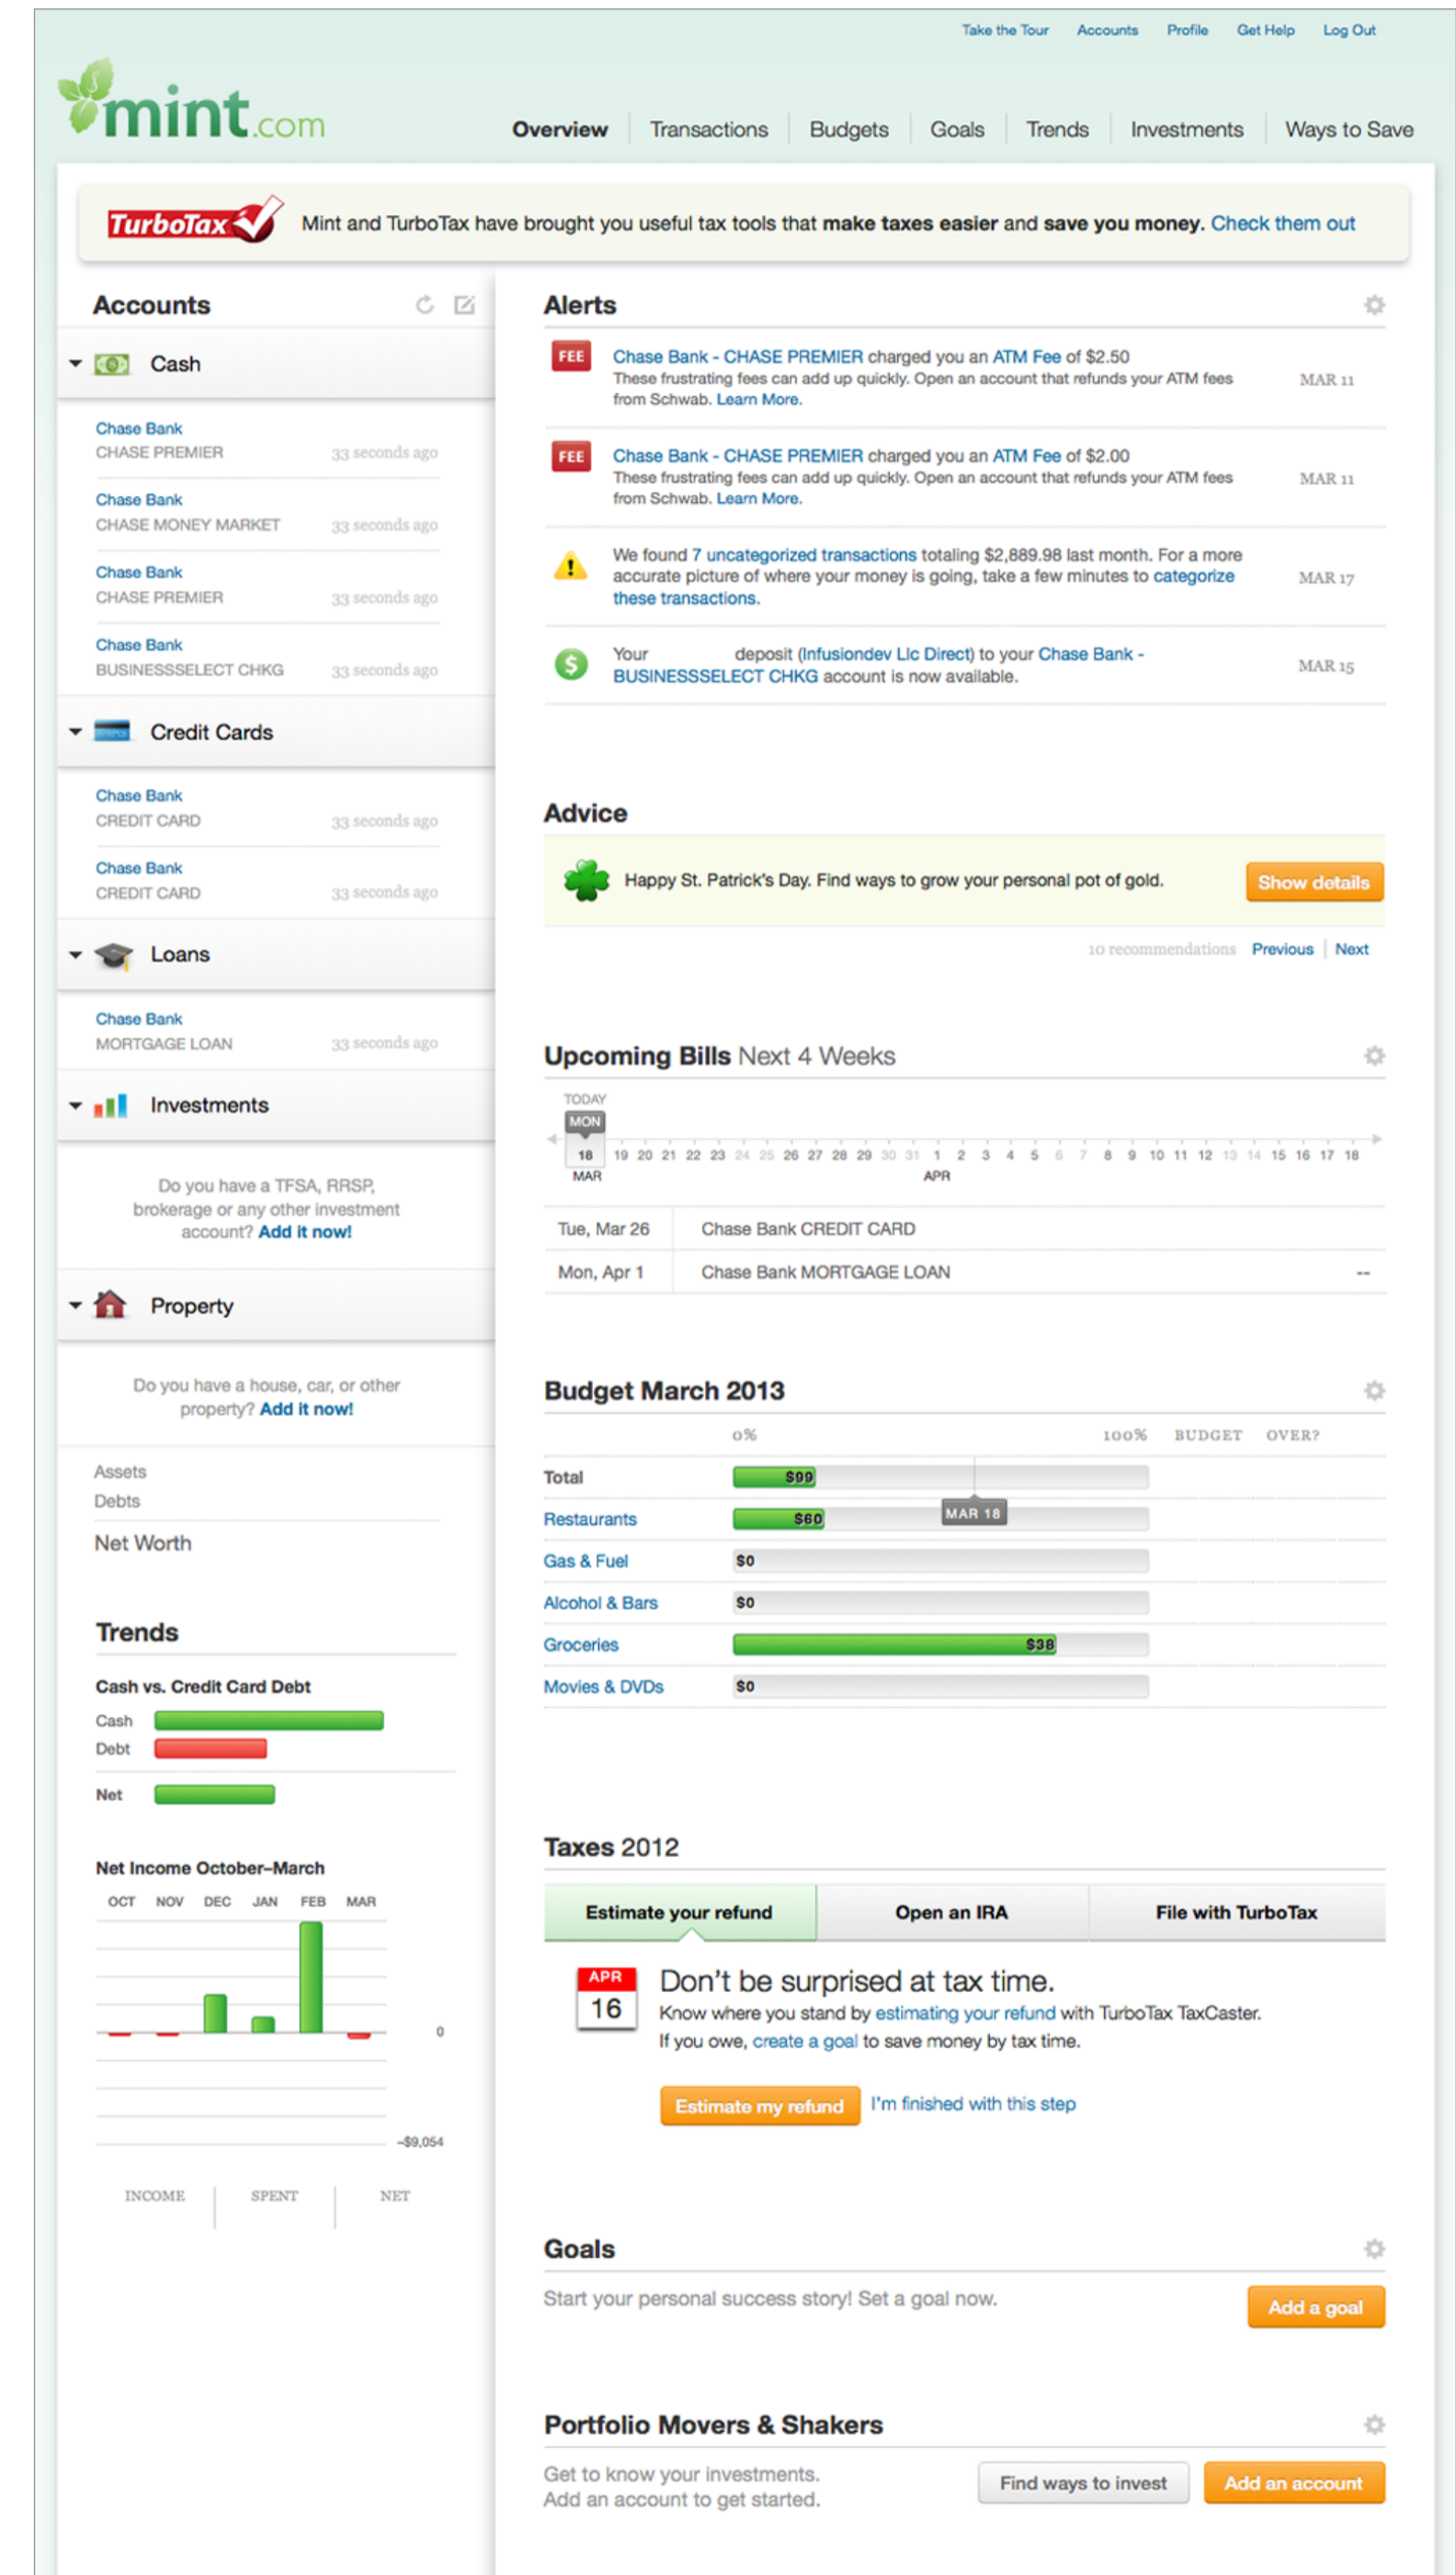 Take the Tour Accounts Profile Get Help Log Out
mint.com
Overview Transactions Budgets Goals Trends Investments Ways to Save
TurboTax Mint and TurboTax have brought you useful tax tools that make taxes easier and save you money. Check them out
Accounts
Cash
Chase Bank
CHASE PREMIER 33 seconds ago
Chase Bank
CHASE MONEY MARKET 33 seconds ago
Chase Bank
CHASE PREMIER 33 seconds ago
Chase Bank
BUSINESSSELECT CHKG 33 seconds ago
Credit Cards
Chase Bank
CREDIT CARD 33 seconds ago
Chase Bank
CREDIT CARD 33 seconds ago
Loans
Chase Bank
MORTGAGE LOAN 33 seconds ago
Investments
Do you have a TFSA, RRSP,
brokerage or any other investment
account? Add it now!
Property
Do you have a house, car, or other
property? Add it now!
Assets
Debts
Net Worth
Trends
Cash vs. Credit Card Debt
Cash
Debt
Net
Net Income October–March
OCT NOV DEC JAN FEB MAR
0
–$9,054
INCOME SPENT NET
Alerts
FEE Chase Bank - CHASE PREMIER charged you an ATM Fee of $2.50
These frustrating fees can add up quickly. Open an account that refunds your ATM fees
from Schwab. Learn More.
MAR 11
FEE Chase Bank - CHASE PREMIER charged you an ATM Fee of $2.00
These frustrating fees can add up quickly. Open an account that refunds your ATM fees
from Schwab. Learn More.
MAR 11
We found 7 uncategorized transactions totaling $2,889.98 last month. For a more
accurate picture of where your money is going, take a few minutes to categorize
these transactions.
MAR 17
$ Your deposit (Infusiondev Llc Direct) to your Chase Bank -
BUSINESSSELECT CHKG account is now available.
MAR 15
Advice
Happy St. Patrick's Day. Find ways to grow your personal pot of gold. Show details
10 recommendations Previous Next
Upcoming Bills Next 4 Weeks
TODAY
MON
18 19 20 21 22 23 24 25 26 27 28 29 30 31 1 2 3 4 5 6 7 8 9 10 11 12 13 14 15 16 17 18
MAR APR
Tue, Mar 26 Chase Bank CREDIT CARD
Mon, Apr 1 Chase Bank MORTGAGE LOAN --
Budget March 2013
0% 100% BUDGET OVER?
Total $99
MAR 18
Restaurants $60
Gas & Fuel $0
Alcohol & Bars $0
Groceries $38
Movies & DVDs $0
Taxes 2012
Estimate your refund Open an IRA File with TurboTax
APR
16
Don't be surprised at tax time.
Know where you stand by estimating your refund with TurboTax TaxCaster.
If you owe, create a goal to save money by tax time.
Estimate my refund I'm finished with this step
Goals
Start your personal success story! Set a goal now. Add a goal
Portfolio Movers & Shakers
Get to know your investments.
Add an account to get started.
Find ways to invest Add an account